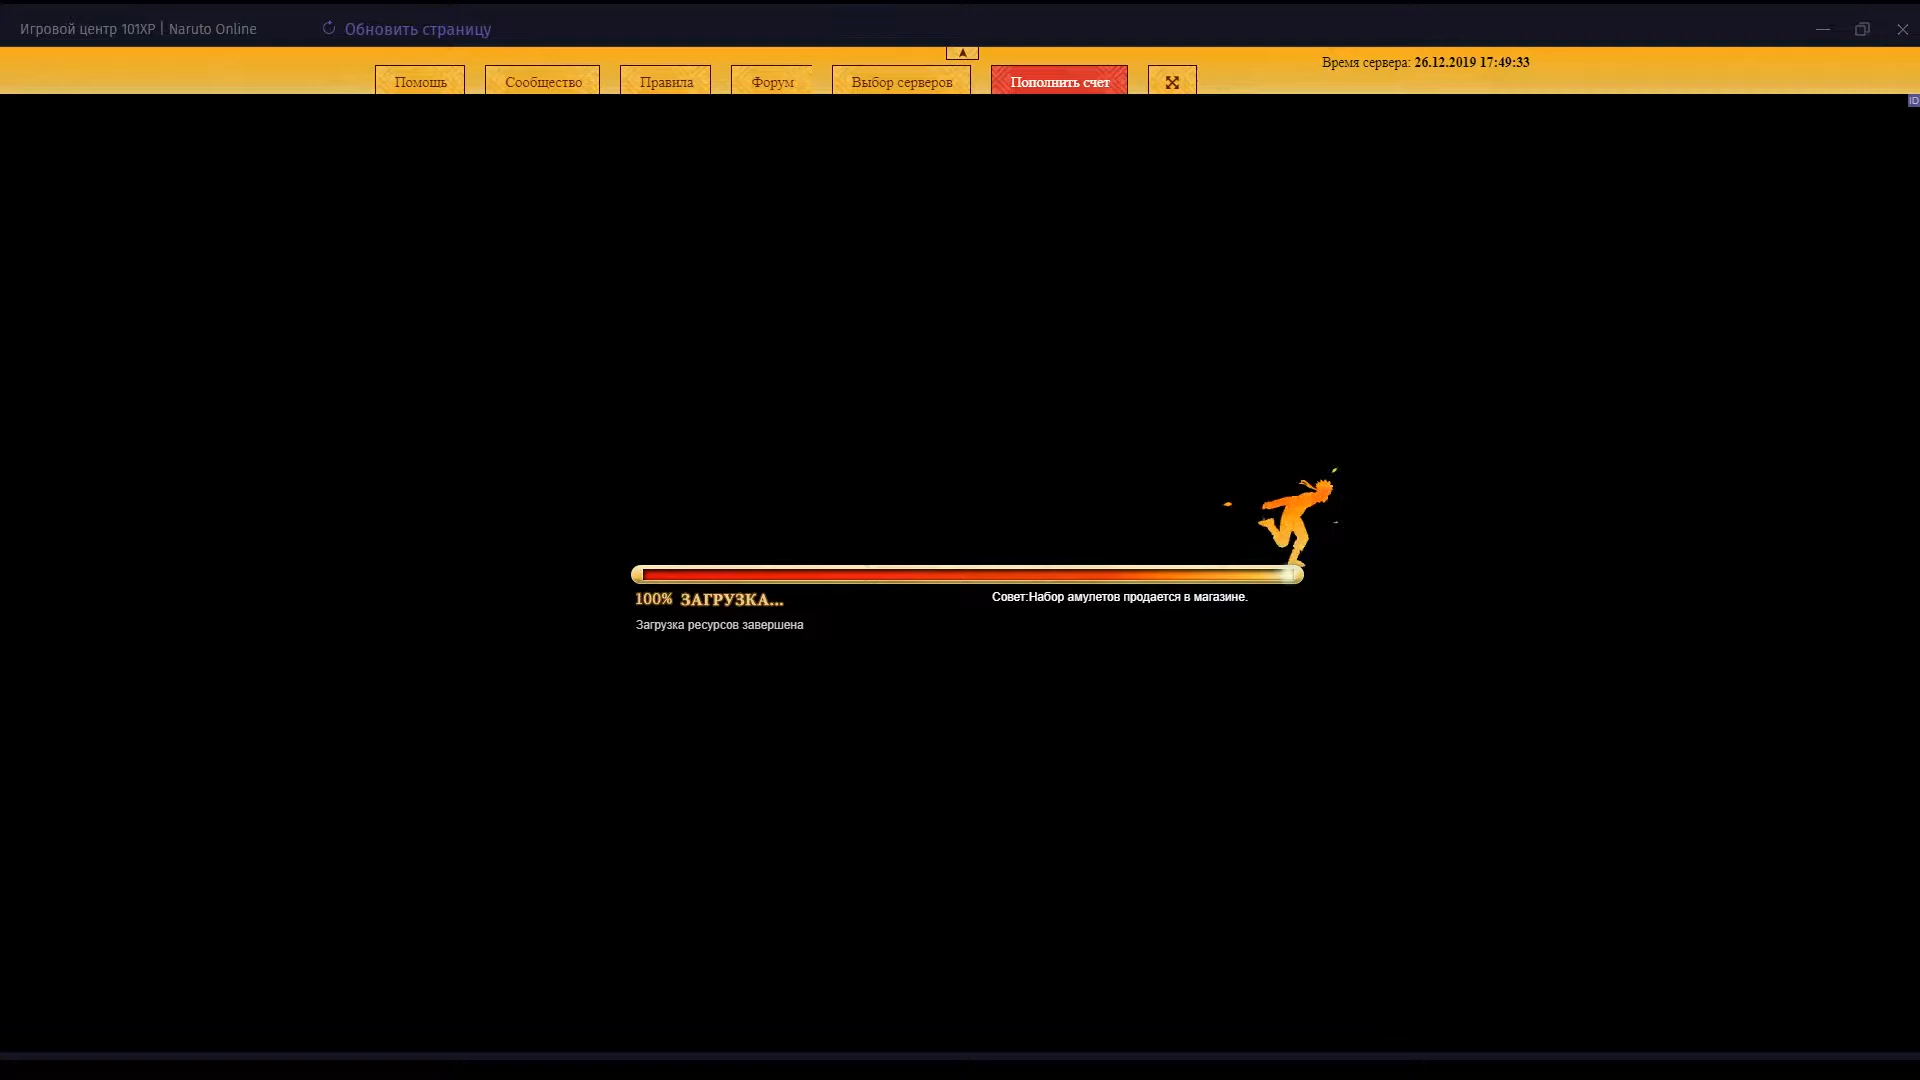 Игровой центр 101XP | Naruto Online
Обновить страницу
Время сервера: 26.12.2019 17:49:33
Помощь
Сообщество
Правила
Форум
Выбор серверов
Пополнить счет
ID
100% ЗАГРУЗКА...
Совет:Набор амулетов продается в магазине.
Загрузка ресурсов завершена